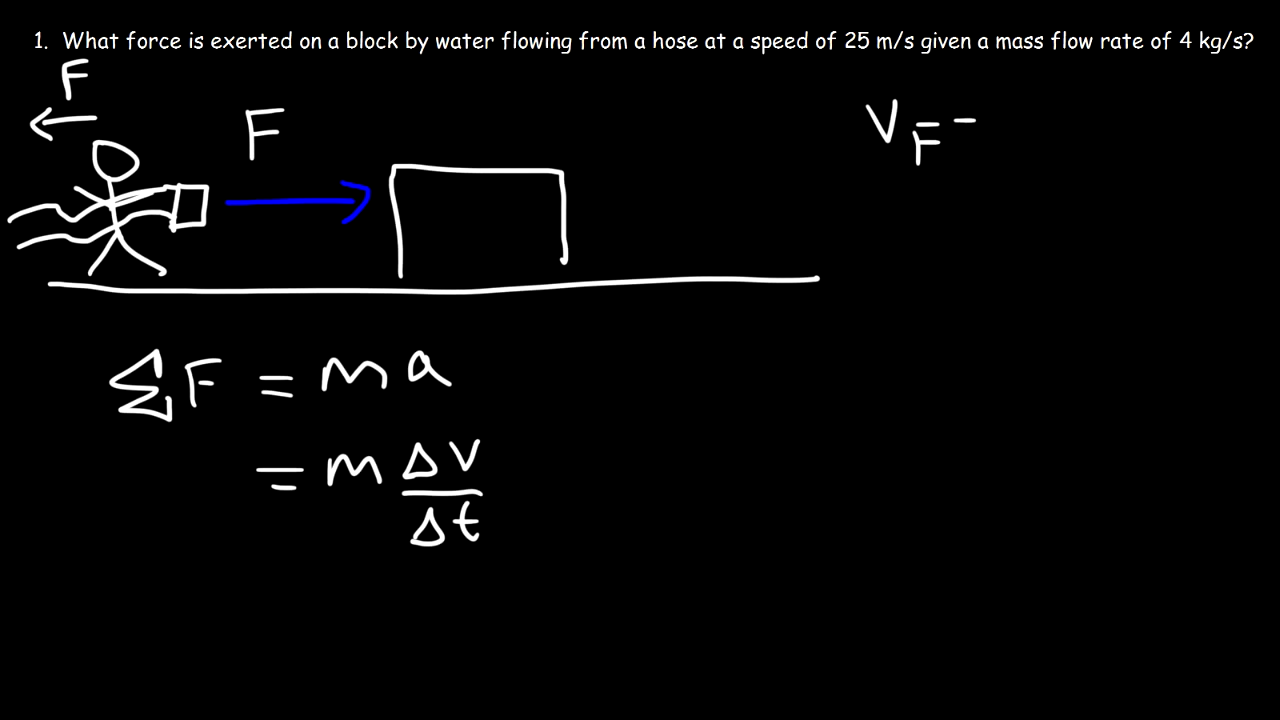 1. What force is exerted on a block by water flowing from a hose at a speed of 25 m/s given a mass flow rate of 4 kg/s?
F
F
V_F -
ΣF = ma
= m ΔV/Δt